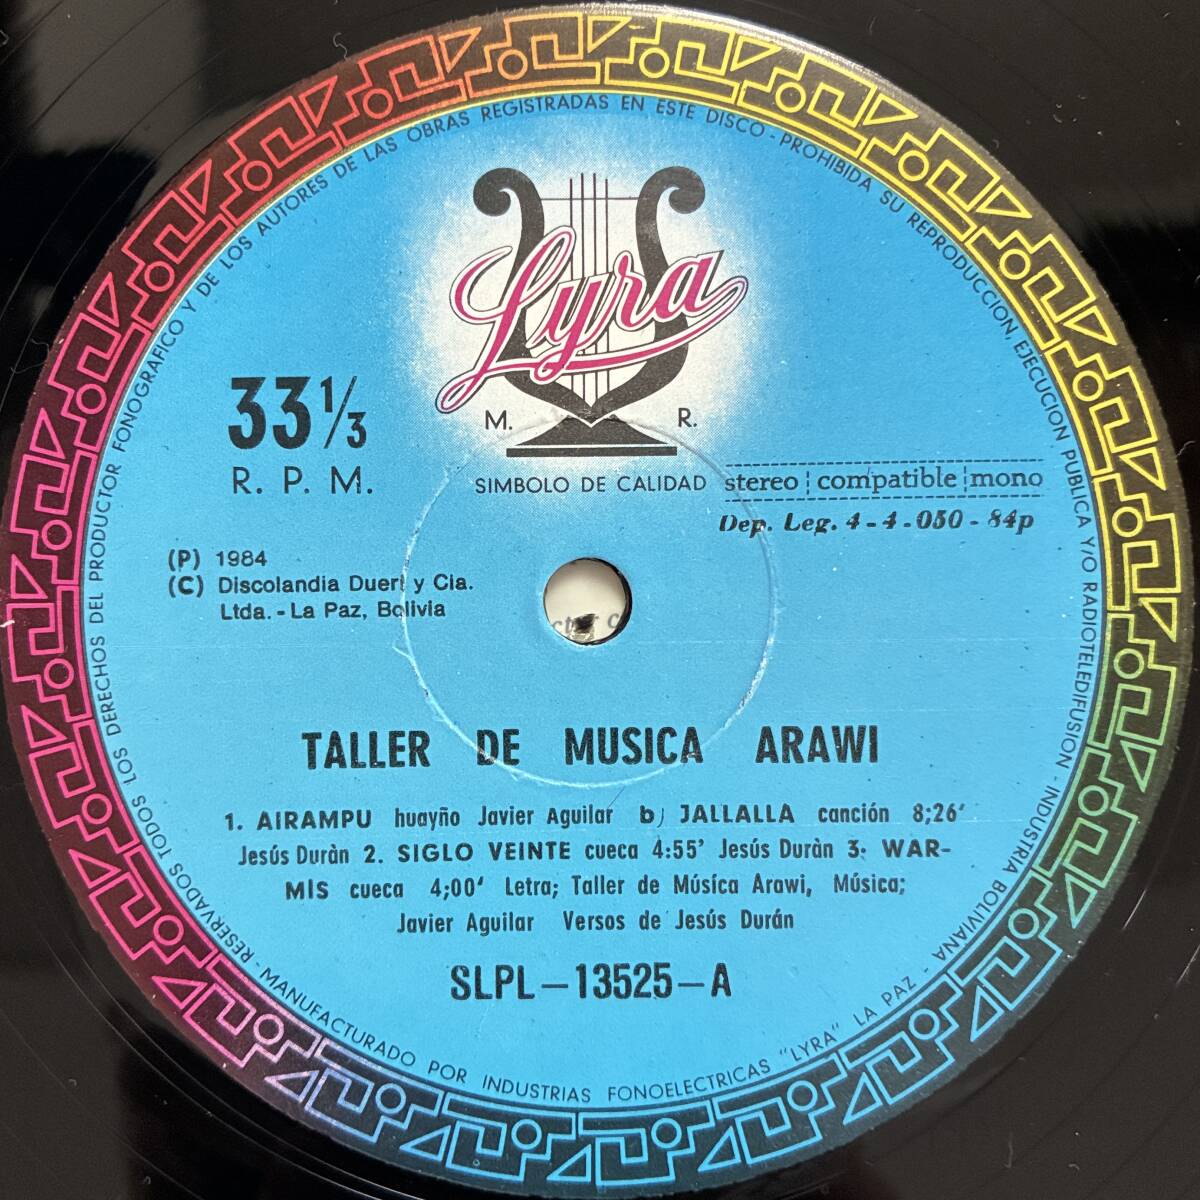 TODOS LOS DERECHOS DEL PRODUCTOR FONOGRAFICO Y DE LOS AUTORES DE LAS OBRAS REGISTRADAS EN ESTE DISCO - PROHIBIDA SU REPRODUCCION EJECUCION PUBLICA Y/O RADIOTELEDIFUSION - INDUSTRIA BOLIVIANA -
RESERVADOS - MANUFACTURADO POR INDUSTRIAS FONOELECTRICAS "LYRA" LA PAZ -
Lyra
M. R.
SIMBOLO DE CALIDAD
33 1/3
R. P. M.
stereo compatible mono
Dep. Leg. 4-4-050-84p
(P) 1984
(C) Discolandia Dueri y Cia.
Ltda. - La Paz, Bolivia
TALLER DE MUSICA ARAWI
1. AIRAMPU huayño Javier Aguilar b) JALLALLA canción 8;26'
Jesús Duràn 2. SIGLO VEINTE cueca 4:55' Jesús Duràn 3. WAR-
MIS cueca 4;00' Letra; Taller de Músíca Arawi, Música;
Javier Aguilar Versos de Jesús Durán
SLPL-13525-A